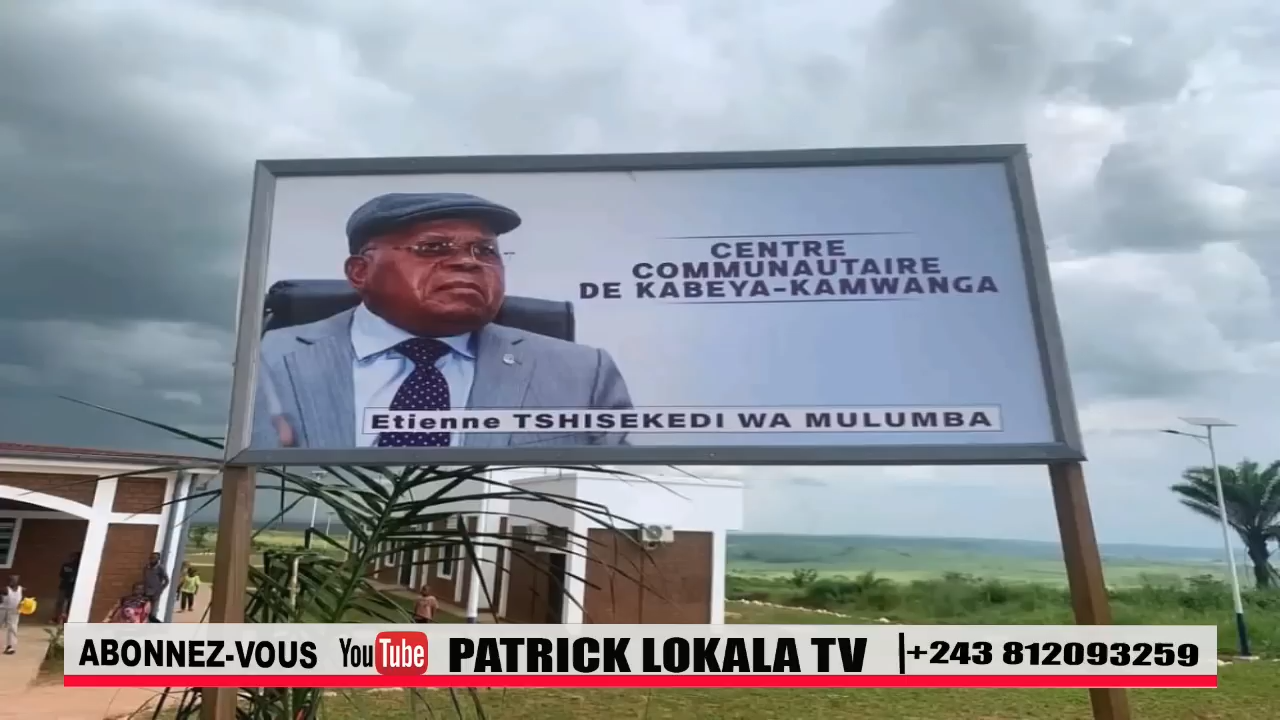 CENTRE
COMMUNAUTAIRE
DE KABEYA-KAMWANGA
Etienne TSHISEKEDI WA MULUMBA
ABONNEZ-VOUS YouTube PATRICK LOKALA TV |+243 812093259